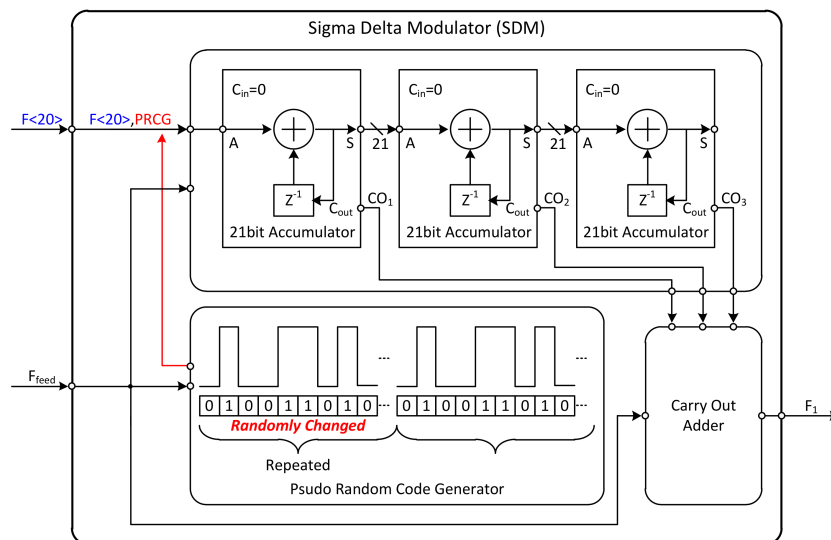 Sigma Delta Modulator (SDM)
F<20>
F<20>,PRCG
Cin=0
Cin=0
Cin=0
A
S
21
A
S
21
A
S
Z-1
Z-1
Z-1
Cout
CO1
Cout
CO2
Cout
CO3
21bit Accumulator
21bit Accumulator
21bit Accumulator
Ffeed
0 1 0 0 1 1 0 1 0 --- 0 1 0 0 1 1 0 1 0 ---
Randomly Changed
Repeated
Psudo Random Code Generator
Carry Out
Adder
F1